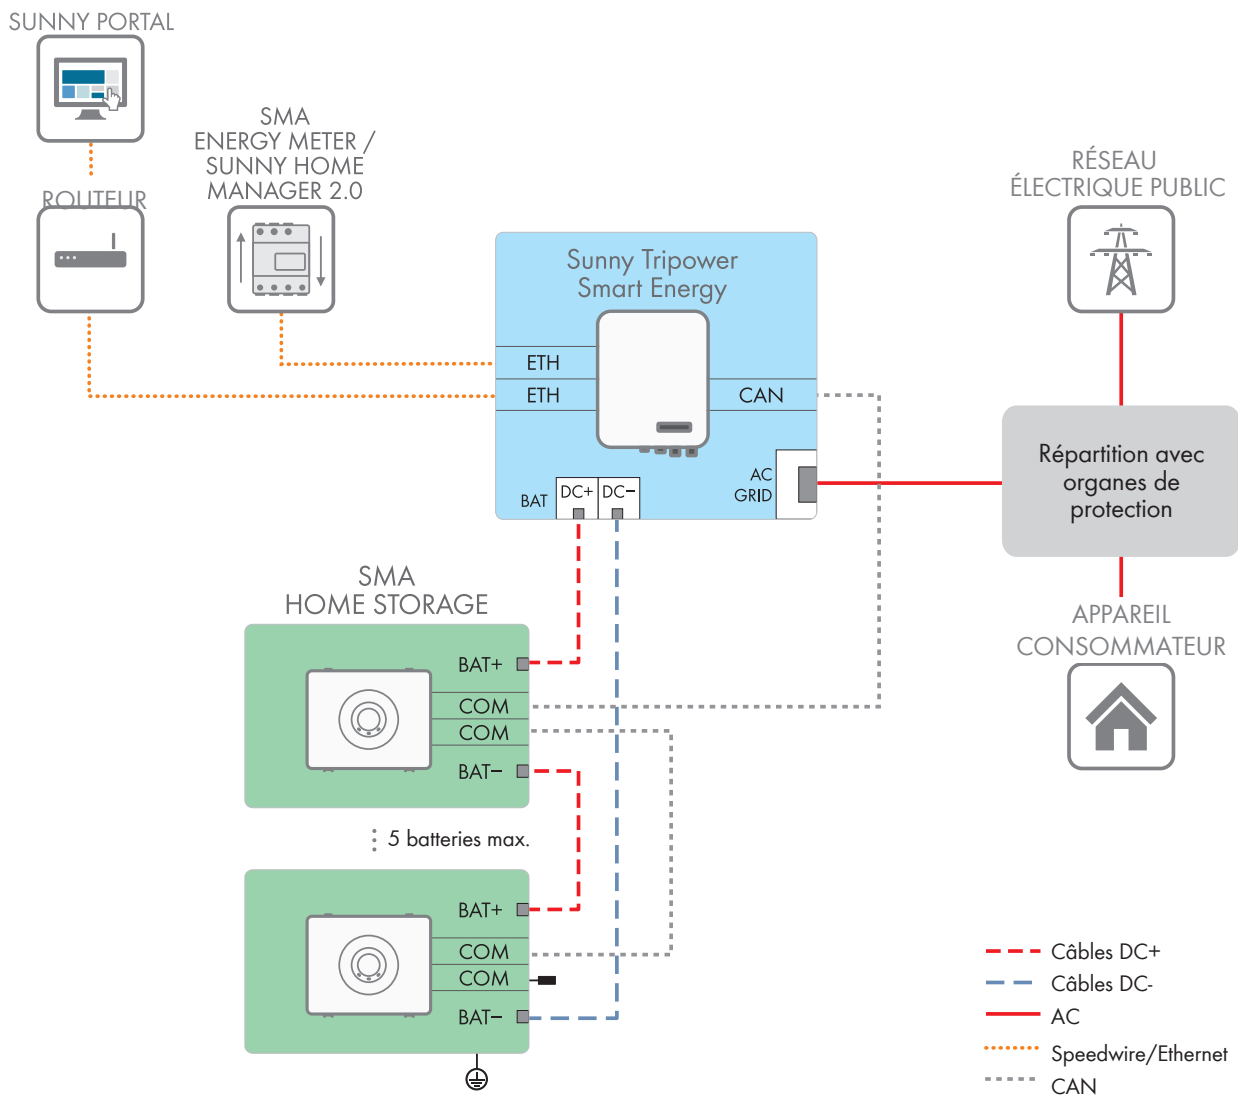 SUNNY PORTAL
ROUTEUR
SMA
ENERGY METER /
SUNNY HOME
MANAGER 2.0
RÉSEAU
ÉLECTRIQUE PUBLIC
Sunny Tripower
Smart Energy
ETH
ETH
CAN
AC
GRID
BAT
DC+
DC−
Répartition avec
organes de
protection
APPAREIL
CONSOMMATEUR
SMA
HOME STORAGE
BAT+
COM
COM
BAT−
5 batteries max.
BAT+
COM
COM
BAT−
Câbles DC+
Câbles DC-
AC
Speedwire/Ethernet
CAN